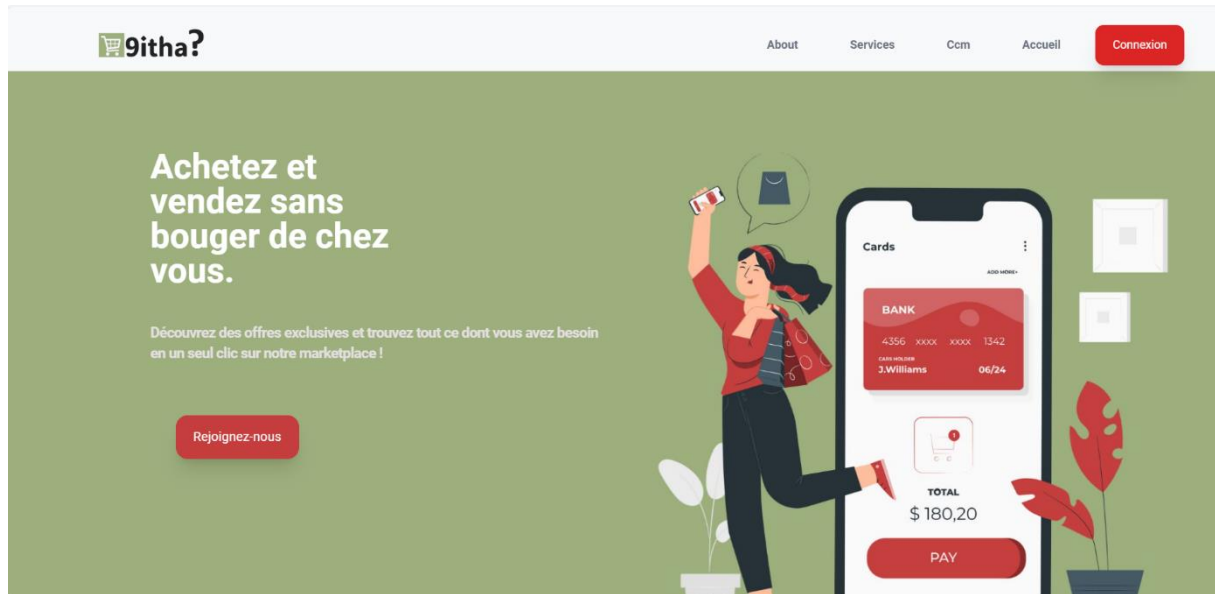 9itha?
About Services Ccm Accueil Connexion
Achetez et
vendez sans
bouger de chez
vous.
Découvrez des offres exclusives et trouvez tout ce dont vous avez besoin
en un seul clic sur notre marketplace !
Rejoignez-nous
Cards
ADD MORE+
BANK
4356 xxxx xxxx 1342
CARD HOLDER
J.Williams 06/24
1
TOTAL
$ 180,20
PAY